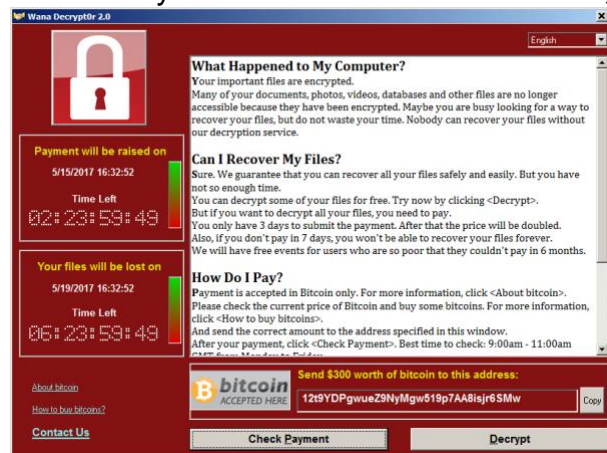 Wana Decrypt0r 2.0
English
What Happened to My Computer?
Your important files are encrypted.
Many of your documents, photos, videos, databases and other files are no longer
accessible because they have been encrypted. Maybe you are busy looking for a way to
recover your files, but do not waste your time. Nobody can recover your files without
our decryption service.
Can I Recover My Files?
Sure. We guarantee that you can recover all your files safely and easily. But you have
not so enough time.
You can decrypt some of your files for free. Try now by clicking <Decrypt>.
But if you want to decrypt all your files, you need to pay.
You only have 3 days to submit the payment. After that the price will be doubled.
Also, if you don't pay in 7 days, you won't be able to recover your files forever.
We will have free events for users who are so poor that they couldn't pay in 6 months.
How Do I Pay?
Payment is accepted in Bitcoin only. For more information, click <About bitcoin>.
Please check the current price of Bitcoin and buy some bitcoins. For more information,
click <How to buy bitcoins>.
And send the correct amount to the address specified in this window.
After your payment, click <Check Payment>. Best time to check: 9:00am - 11:00am
GMT from Monday to Friday.
Payment will be raised on
5/15/2017 16:32:52
Time Left
02:23:59:49
Your files will be lost on
5/19/2017 16:32:52
Time Left
06:23:59:49
About bitcoin
How to buy bitcoins?
Contact Us
bitcoin
ACCEPTED HERE
Send $300 worth of bitcoin to this address:
12t9YDPgwueZ9NyMgw519p7AA8isjr6SMw
Copy
Check Payment
Decrypt